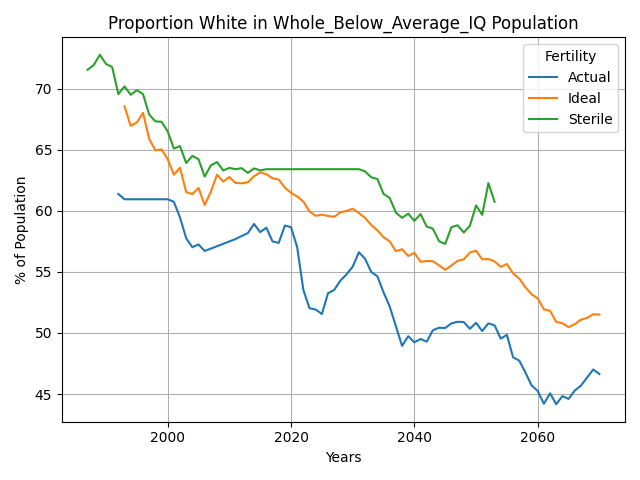 Proportion White in Whole_Below_Average_IQ Population
% of Population
70
65
60
55
50
45
2000
2020
2040
2060
Years
Fertility
Actual
Ideal
Sterile